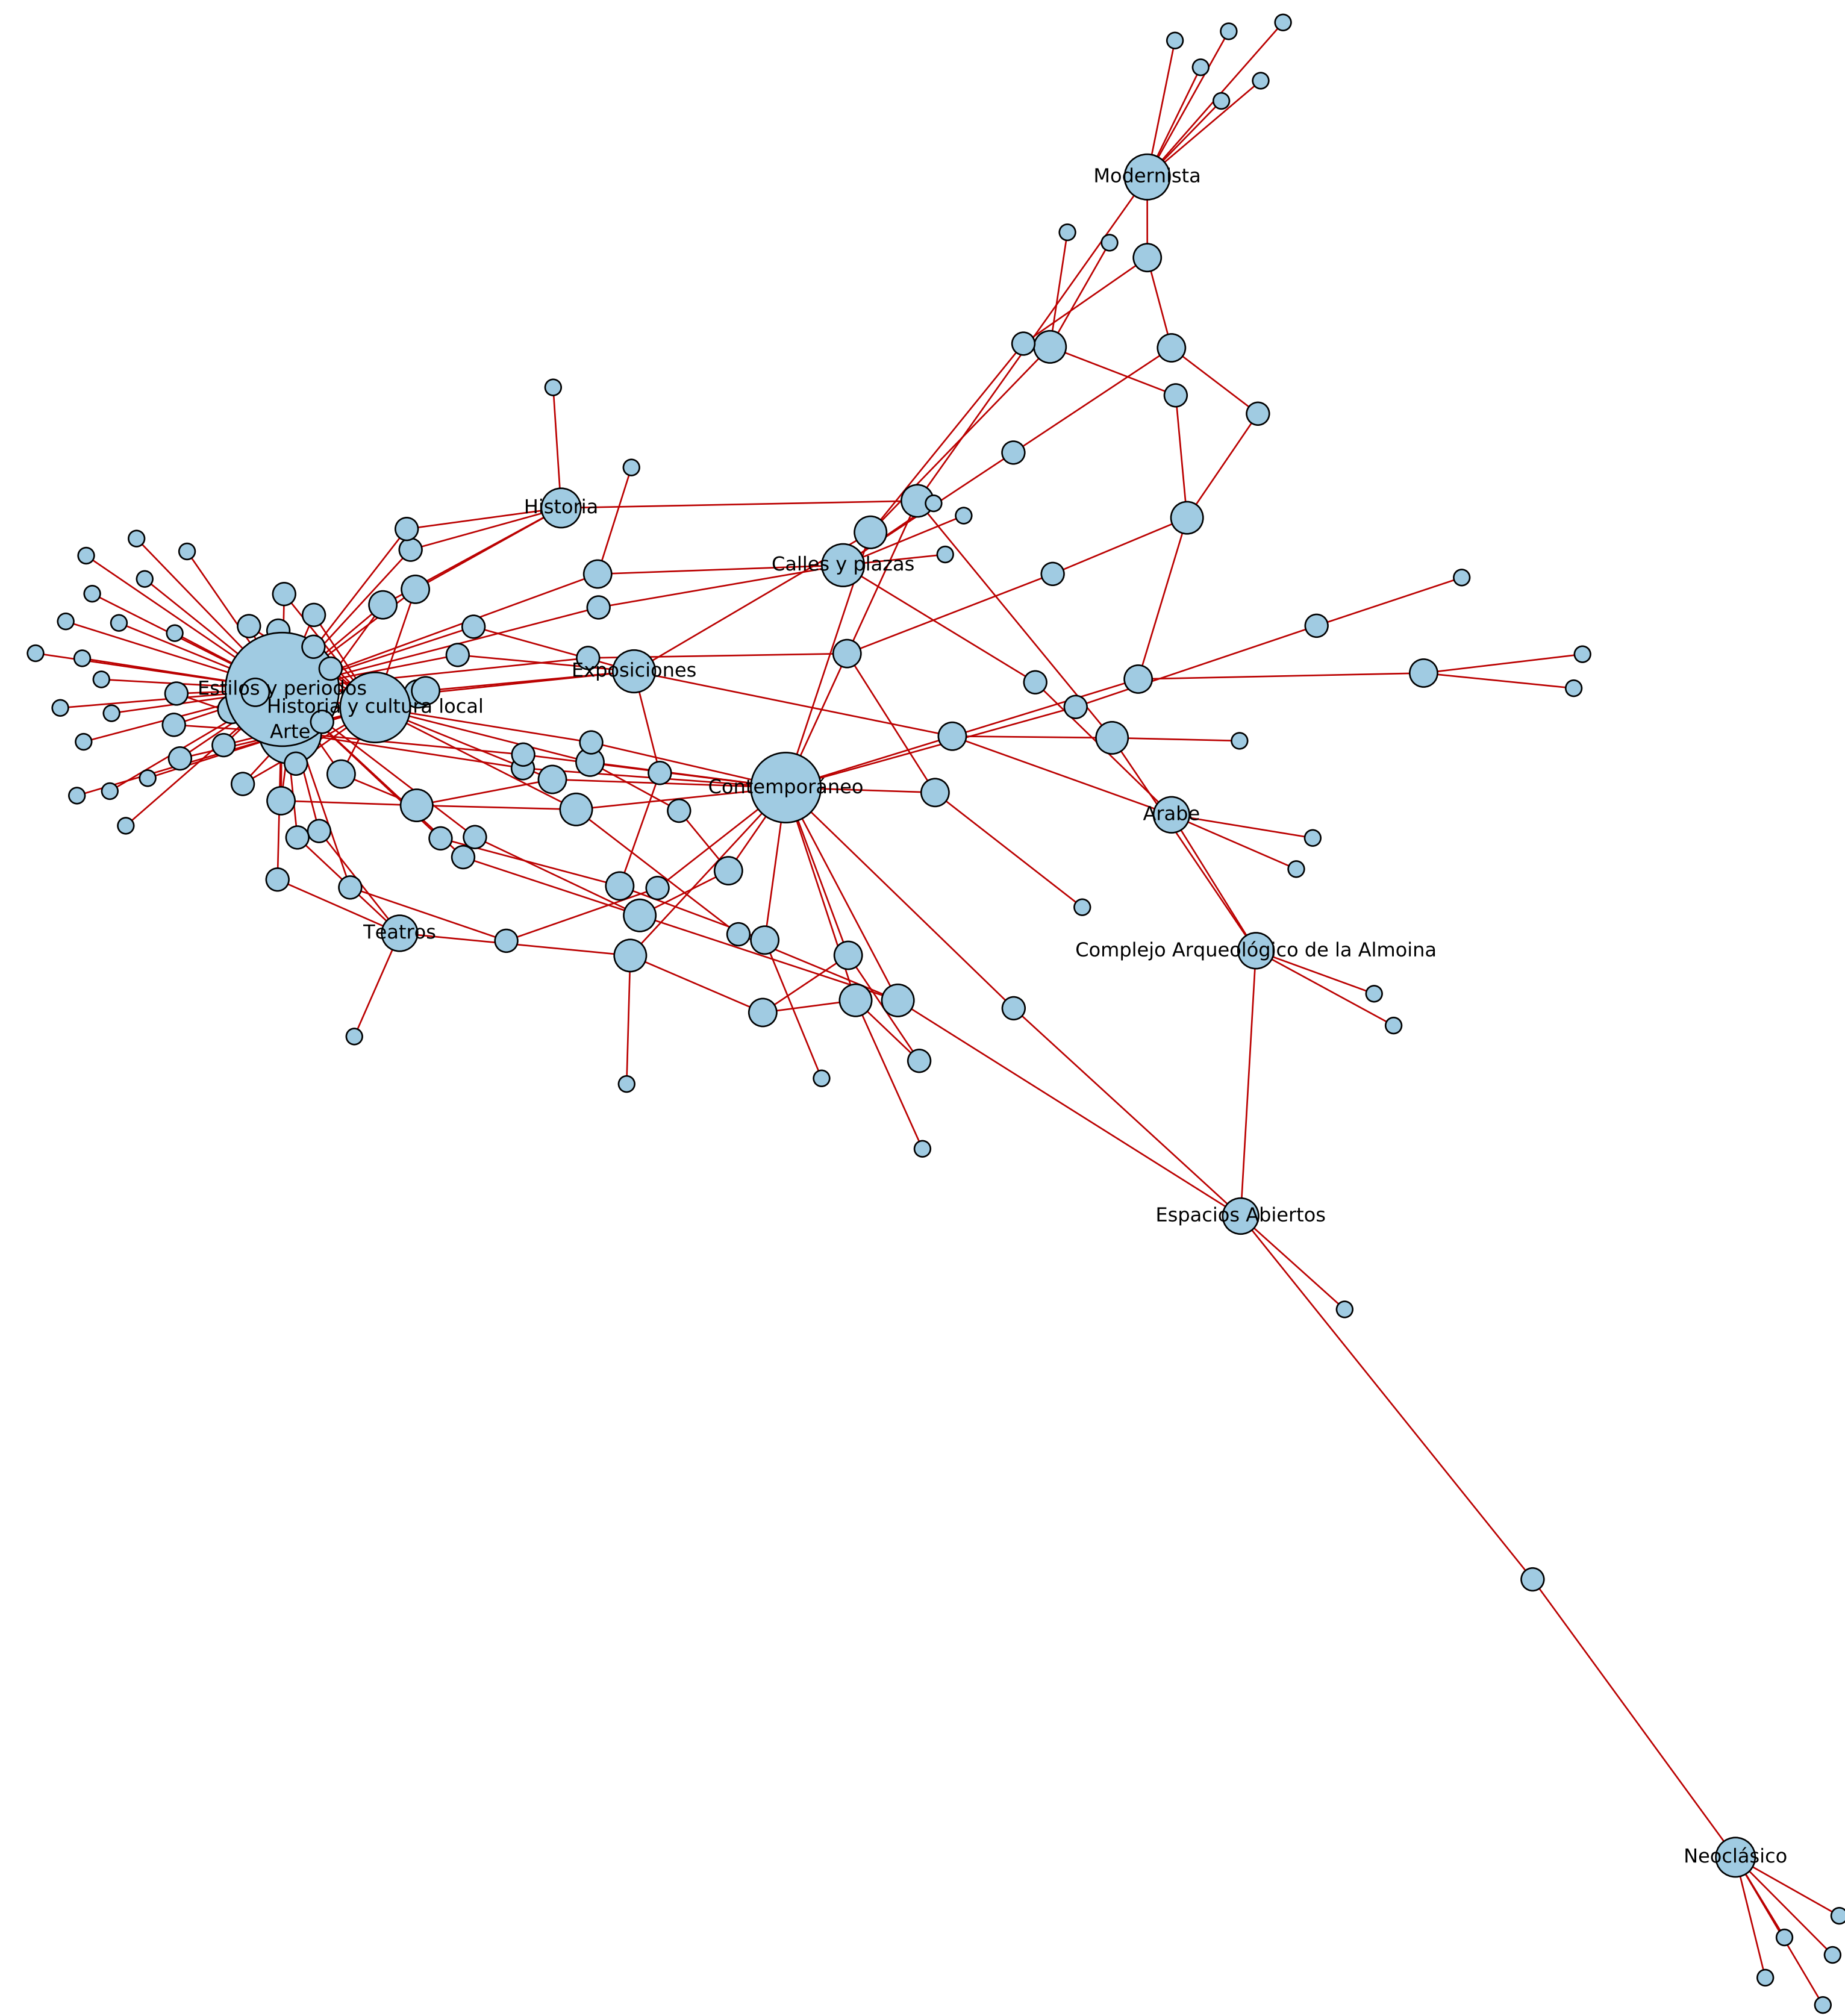 Modernista
Historia
Calles y plazas
Exposiciones
Estilos y periodos
Historia y cultura local
Arte
Contemporáneo
Árabe
Teatros
Complejo Arqueológico de la Almoina
Espacios Abiertos
Neoclásico